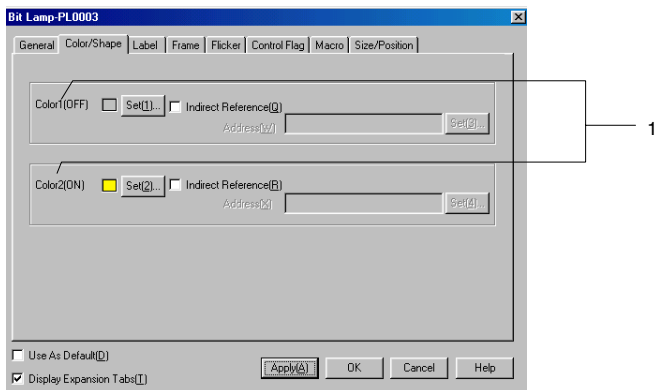 Bit Lamp-PL0003
General Color/Shape Label Frame Flicker Control Flag Macro Size/Position
Color1(OFF) Set(1)... Indirect Reference(Q)
Address(W) Set(3)...
1
Color2(ON) Set(2)... Indirect Reference(R)
Address(X) Set(4)...
Use As Default(D)
Display Expansion Tabs(T) Apply(A) OK Cancel Help